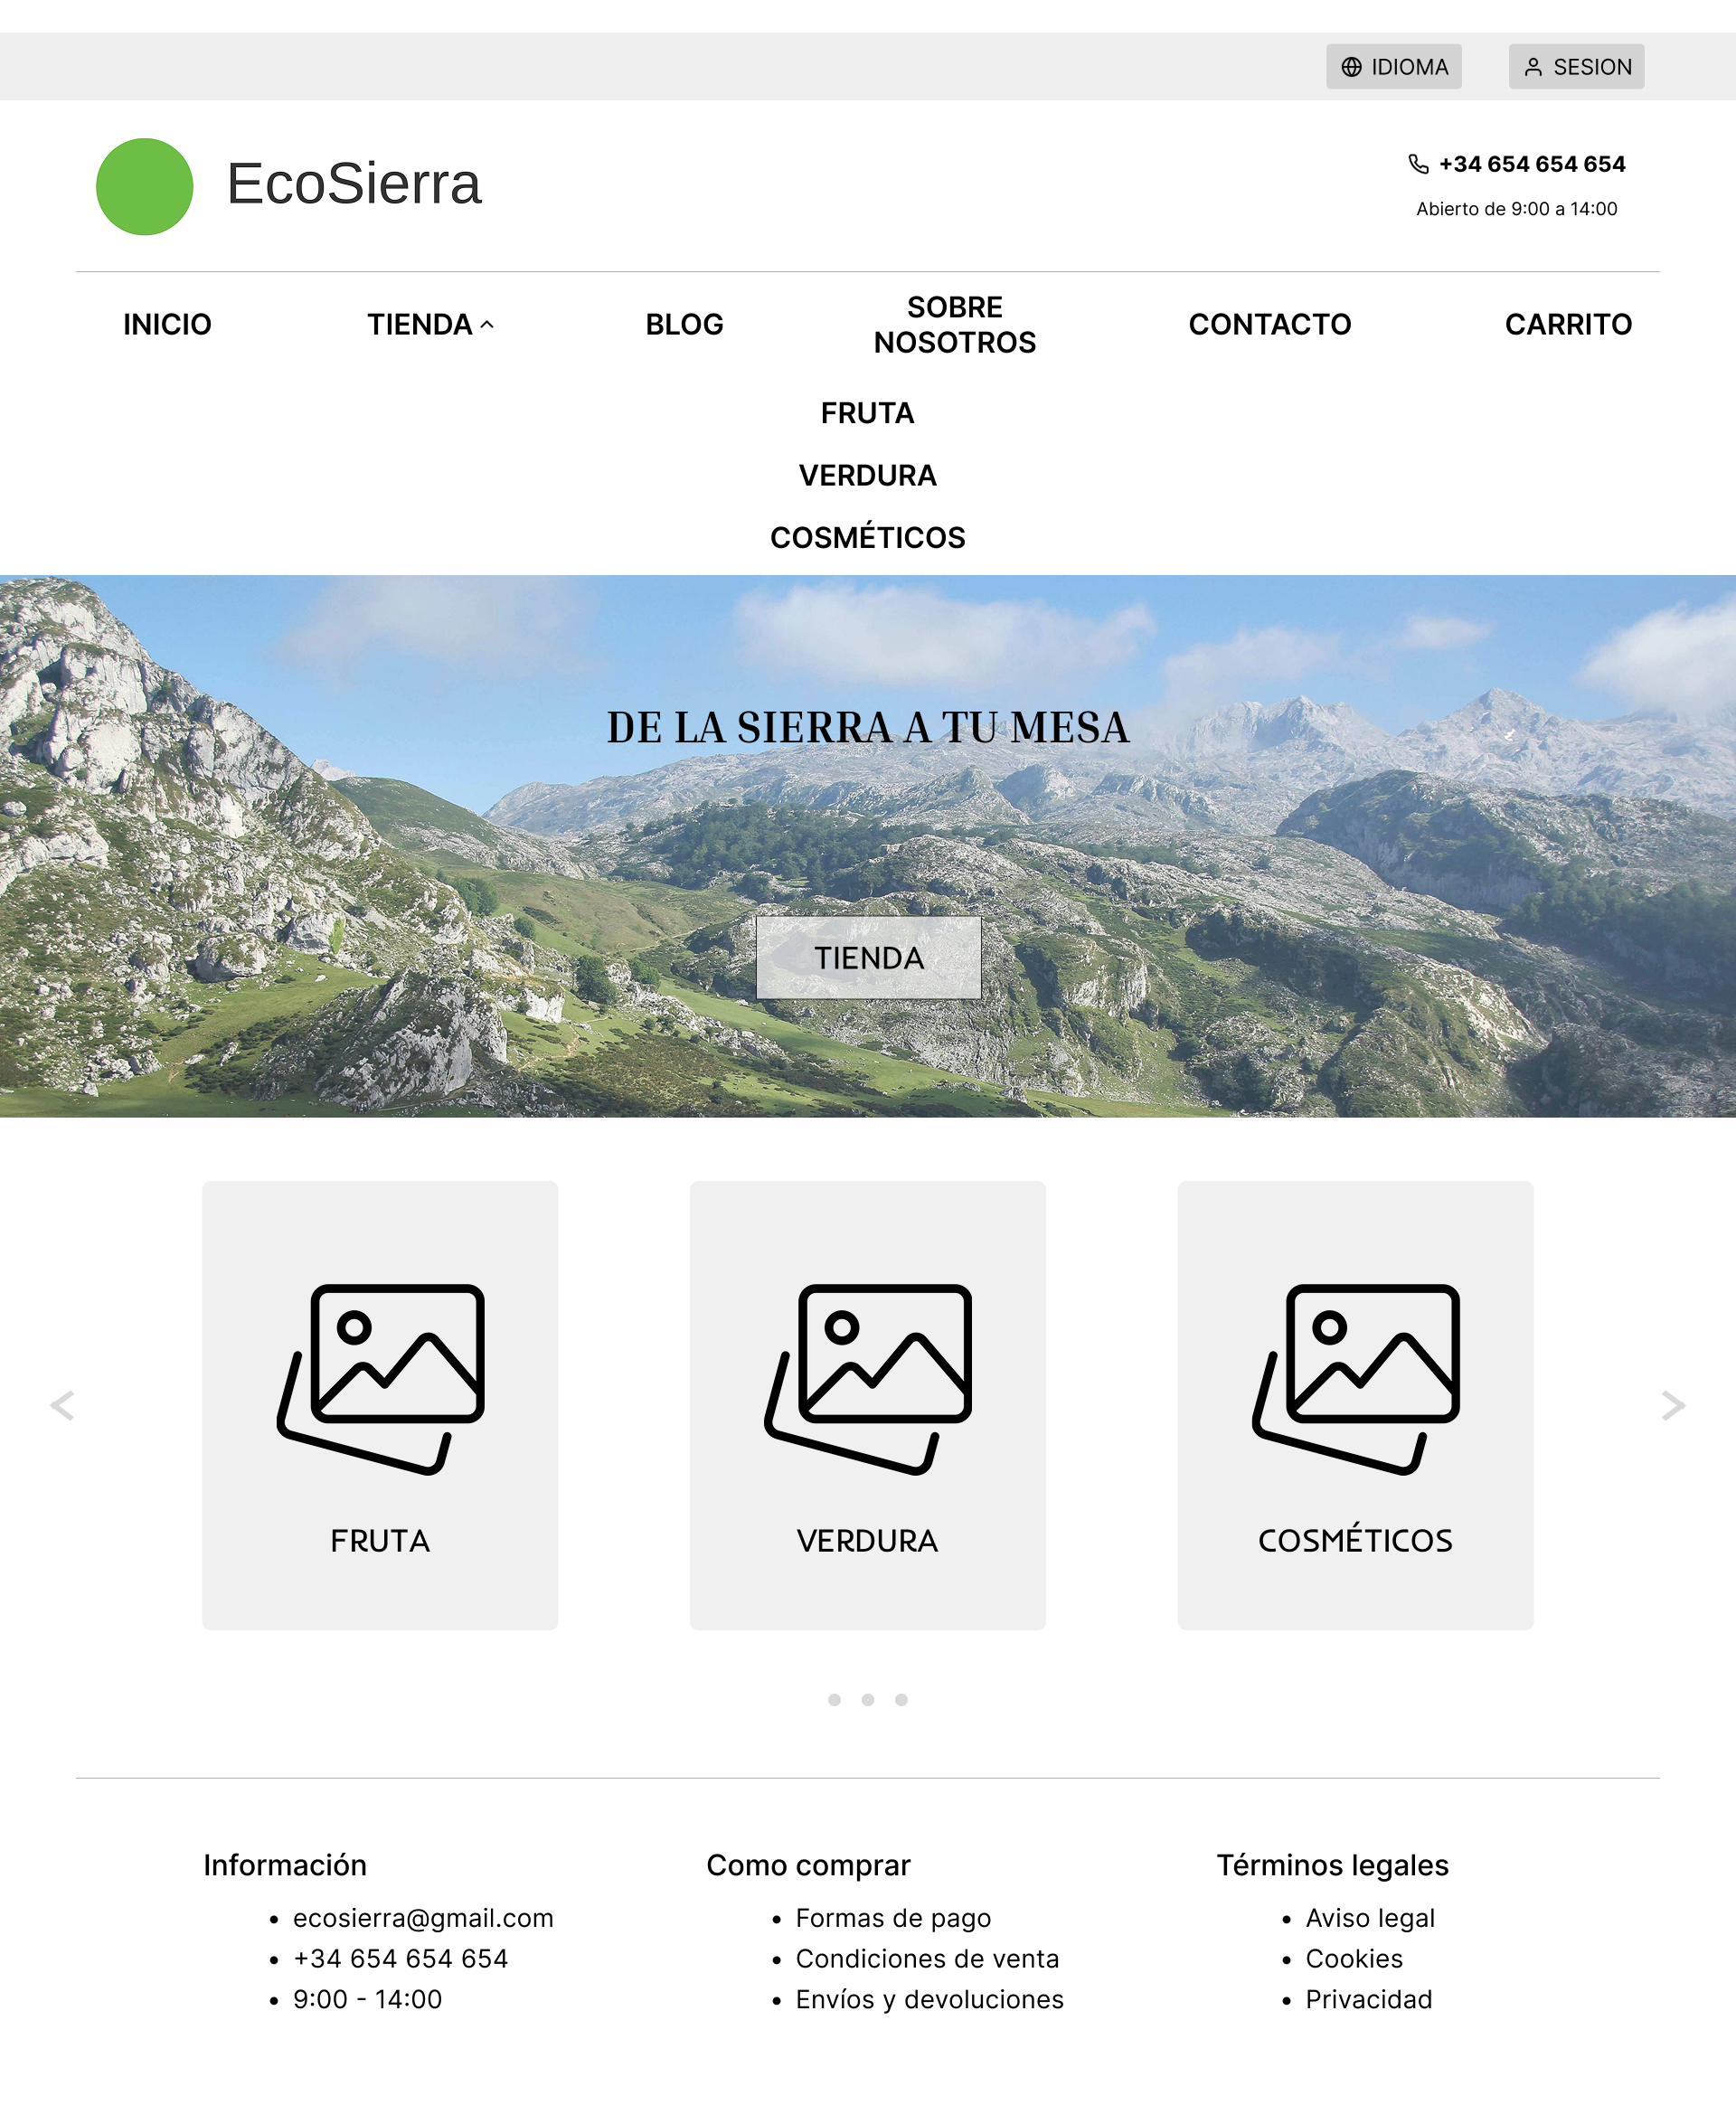 IDIOMA
SESION
EcoSierra
+34 654 654 654
Abierto de 9:00 a 14:00
INICIO
TIENDA
BLOG
SOBRE
NOSOTROS
CONTACTO
CARRITO
FRUTA
VERDURA
COSMÉTICOS
DE LA SIERRA A TU MESA
TIENDA
FRUTA
VERDURA
COSMÉTICOS
Información
• ecosierra@gmail.com
• +34 654 654 654
• 9:00 - 14:00
Como comprar
• Formas de pago
• Condiciones de venta
• Envíos y devoluciones
Términos legales
• Aviso legal
• Cookies
• Privacidad